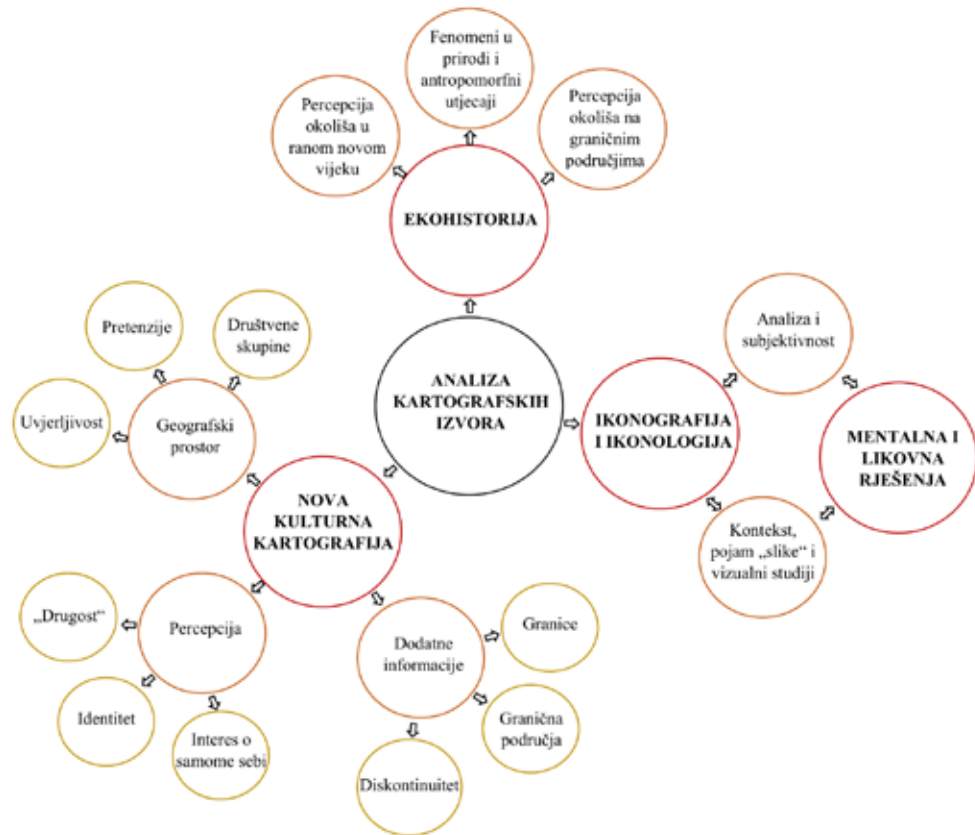 Fenomeni u
prirodi i
antropomorfni
utjecaji
Percepcija
okoliša u
ranom novom
vijeku
Percepcija
okoliša na
graničnim
područjima
EKOHISTORIJA
Pretenzije
Društvene
skupine
Uvjerljivost
Geografski
prostor
ANALIZA
KARTOGRAFSKIH
IZVORA
Analiza i
subjektivnost
IKONOGRAFIJA
I IKONOLOGIJA
MENTALNA I
LIKOVNA
RJEŠENJA
Kontekst,
pojam „slike“ i
vizualni studiji
NOVA
KULTURNA
KARTOGRAFIJA
„Drugost“
Percepcija
Identitet
Interes o
samome sebi
Dodatne
informacije
Granice
Granična
područja
Diskontinuitet